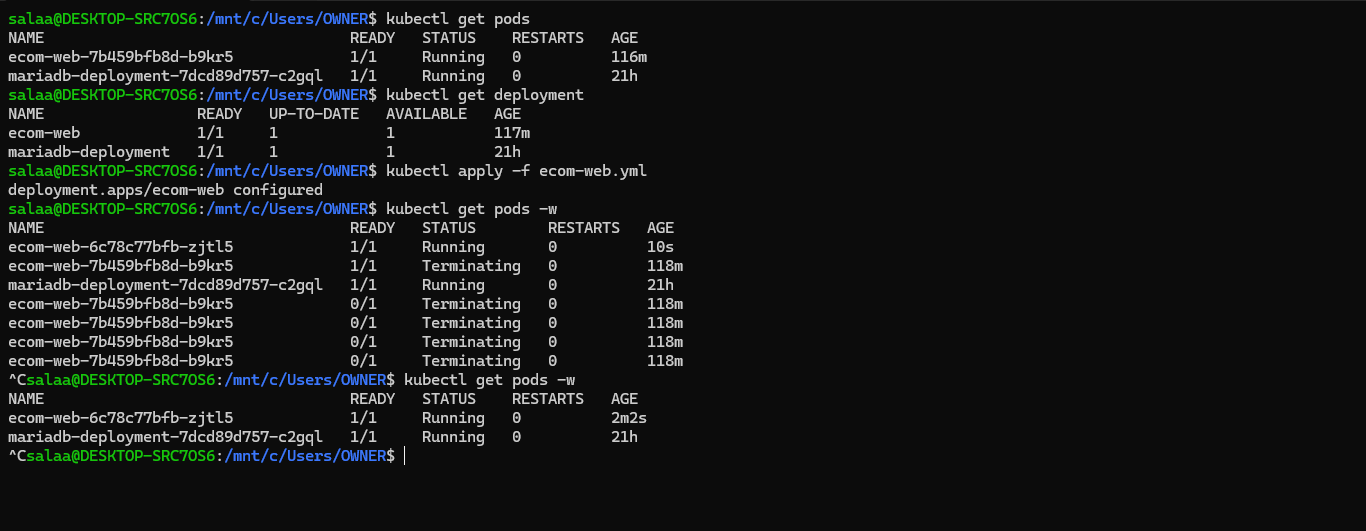 salaa@DESKTOP-SRC7OS6:/mnt/c/Users/OWNER$ kubectl get pods
NAME                                  READY   STATUS    RESTARTS   AGE
ecom-web-7b459bfb8d-b9kr5             1/1     Running   0          116m
mariadb-deployment-7dcd89d757-c2gql   1/1     Running   0          21h
salaa@DESKTOP-SRC7OS6:/mnt/c/Users/OWNER$ kubectl get deployment
NAME                 READY   UP-TO-DATE   AVAILABLE   AGE
ecom-web             1/1     1            1           117m
mariadb-deployment   1/1     1            1           21h
salaa@DESKTOP-SRC7OS6:/mnt/c/Users/OWNER$ kubectl apply -f ecom-web.yml
deployment.apps/ecom-web configured
salaa@DESKTOP-SRC7OS6:/mnt/c/Users/OWNER$ kubectl get pods -w
NAME                                  READY   STATUS        RESTARTS   AGE
ecom-web-6c78c77bfb-zjtl5             1/1     Running       0          10s
ecom-web-7b459bfb8d-b9kr5             1/1     Terminating   0          118m
mariadb-deployment-7dcd89d757-c2gql   1/1     Running       0          21h
ecom-web-7b459bfb8d-b9kr5             0/1     Terminating   0          118m
ecom-web-7b459bfb8d-b9kr5             0/1     Terminating   0          118m
ecom-web-7b459bfb8d-b9kr5             0/1     Terminating   0          118m
ecom-web-7b459bfb8d-b9kr5             0/1     Terminating   0          118m
^Csalaa@DESKTOP-SRC7OS6:/mnt/c/Users/OWNER$ kubectl get pods -w
NAME                                  READY   STATUS    RESTARTS   AGE
ecom-web-6c78c77bfb-zjtl5             1/1     Running   0          2m2s
mariadb-deployment-7dcd89d757-c2gql   1/1     Running   0          21h
^Csalaa@DESKTOP-SRC7OS6:/mnt/c/Users/OWNER$